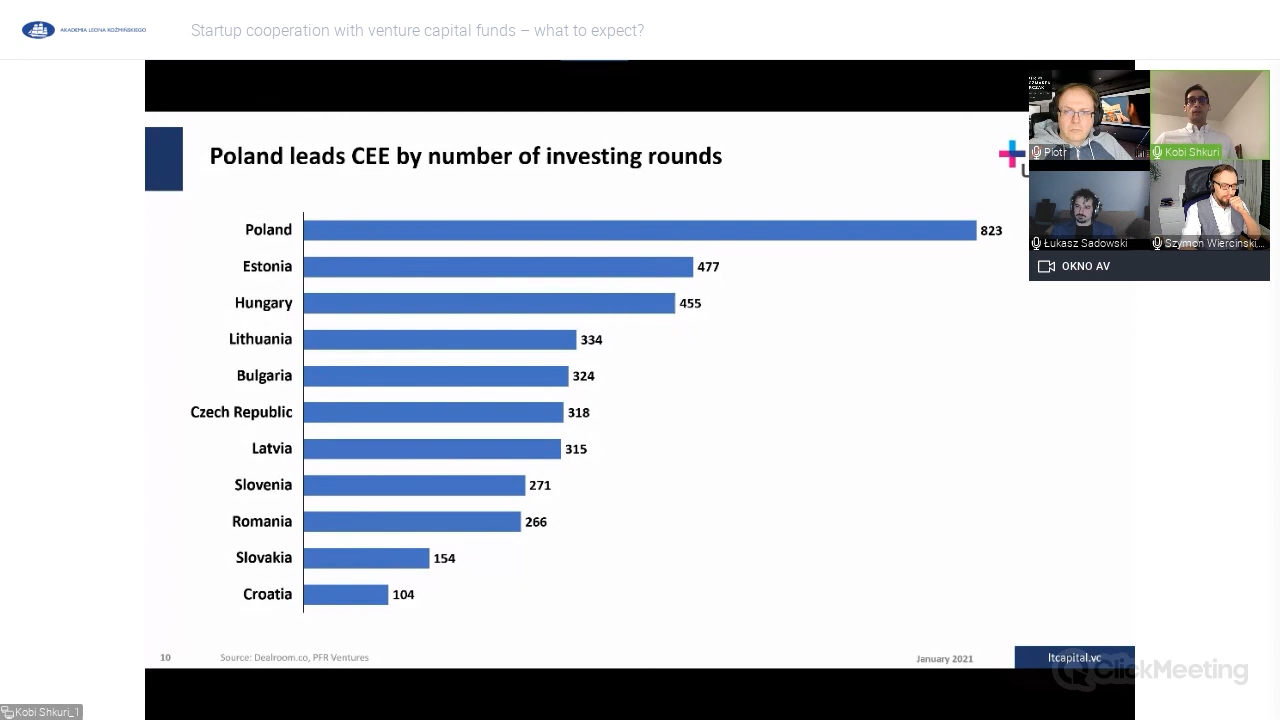 AKADEMIA LEONA KOŹMIŃSKIEGO
Startup cooperation with venture capital funds – what to expect?
Poland leads CEE by number of investing rounds
Poland 823
Estonia 477
Hungary 455
Lithuania 334
Bulgaria 324
Czech Republic 318
Latvia 315
Slovenia 271
Romania 266
Slovakia 154
Croatia 104
10
Source: Dealroom.co, PFR Ventures
January 2021
ltcapital.vc
ClickMeeting
Piotr
Kobi Shkuri
Łukasz Sadowski
Szymon Wierciński,...
OKNO AV
Kobi Shkuri_1